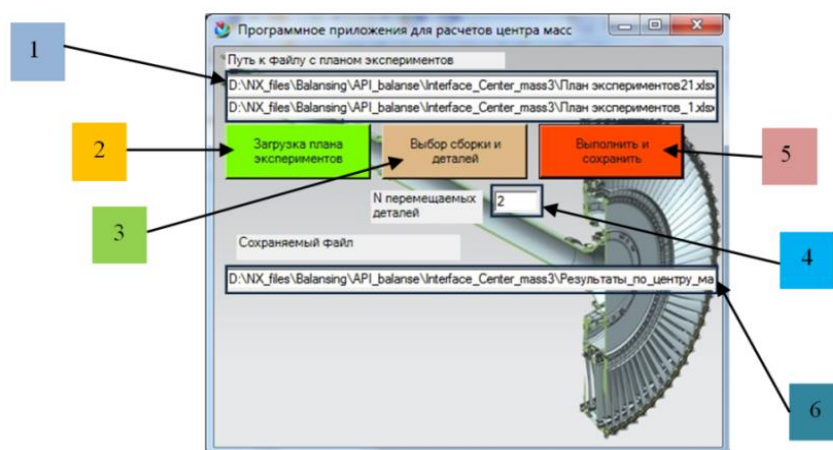 Программное приложения для расчетов центра масс
1
Путь к файлу с планом экспериментов
D:\NX_files\Balansing\API_balanse\Interface_Center_mass3\План экспериментов21.xlsx
D:\NX_files\Balansing\API_balanse\Interface_Center_mass3\План экспериментов_1.xlsx
2
Загрузка плана
экспериментов
Выбор сборки и
деталей
Выполнить и
сохранить
5
N перемещаемых
деталей
2
3
Сохраняемый файл
4
D:\NX_files\Balansing\API_balanse\Interface_Center_mass3\Результаты_по_центру_ма
6